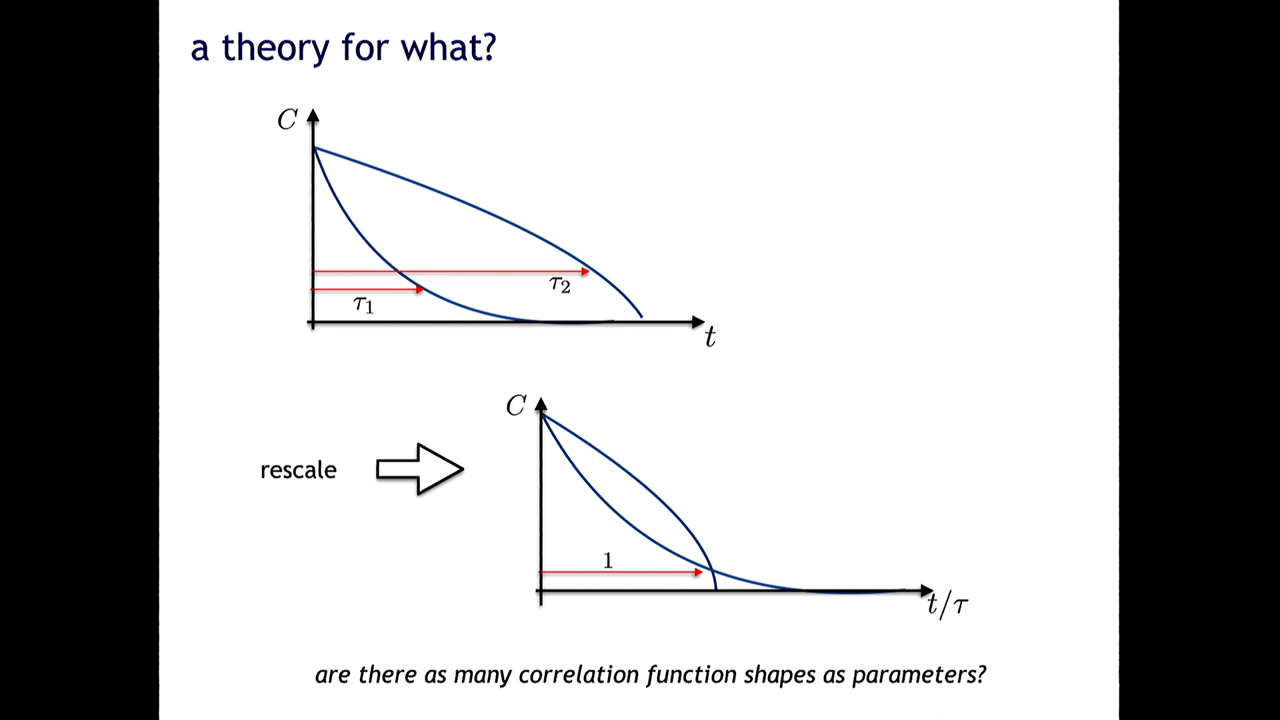 a theory for what?
C
τ₂
τ₁
t
C
rescale
1
t/τ
are there as many correlation function shapes as parameters?